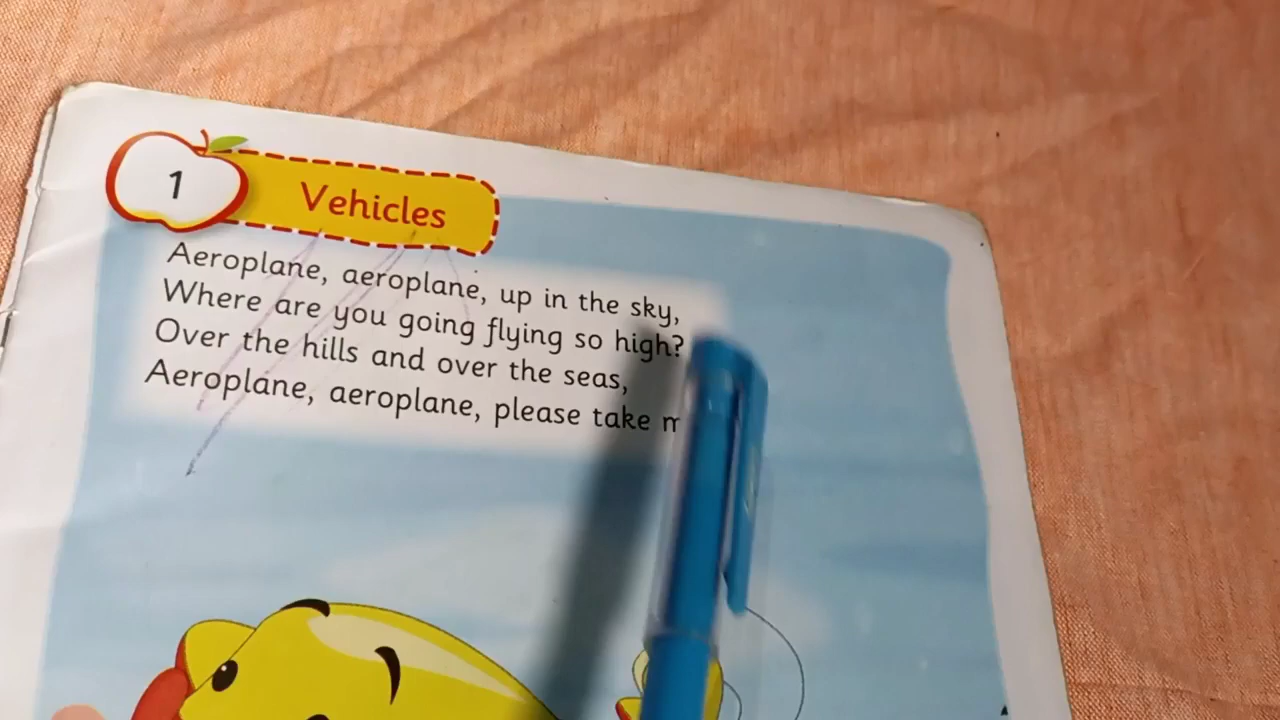 1
Vehicles
Aeroplane, aeroplane, up in the sky,
Where are you going flying so high?
Over the hills and over the seas,
Aeroplane, aeroplane, please take